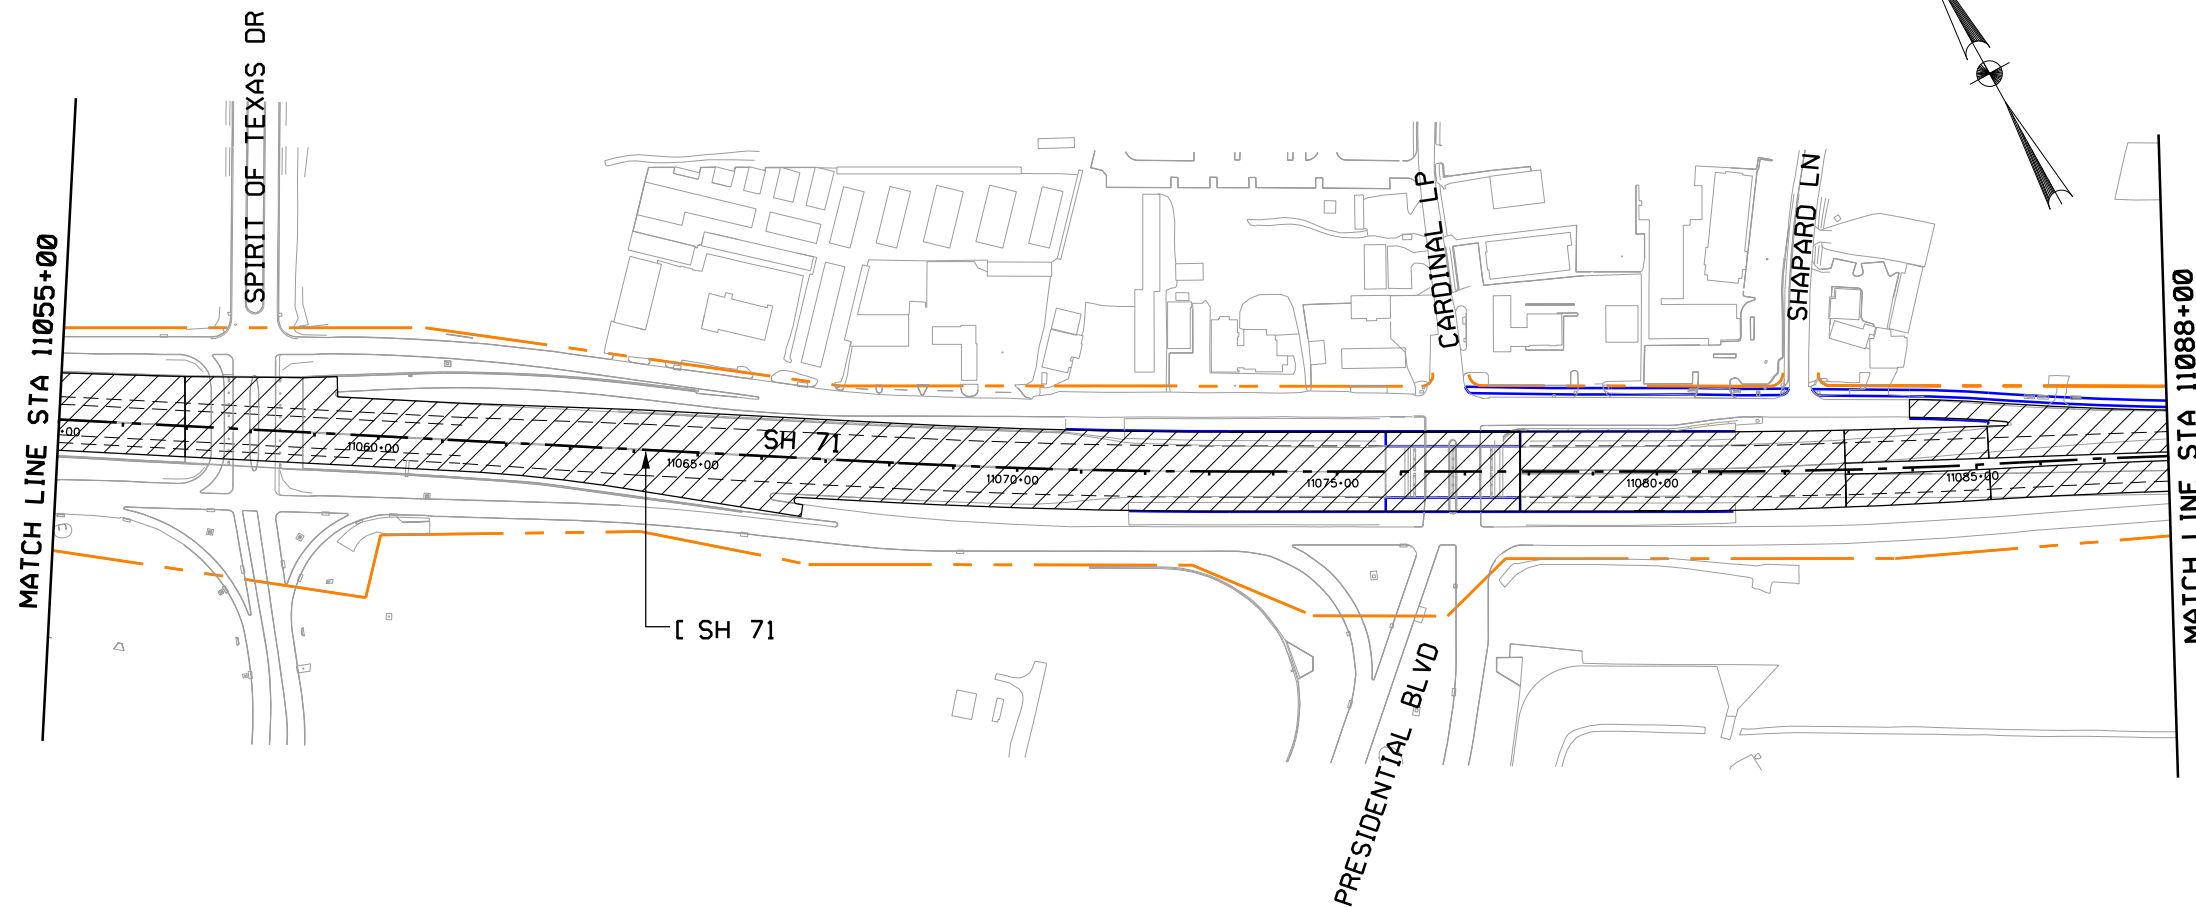 MATCH LINE STA 11055+00
SPIRIT OF TEXAS DR
CARDINAL LP
SHAPARD LN
+00
11060+00
SH 71
11065+00
11070+00
11075+00
11080+00
11085+00
[ SH 71
PRESIDENTIAL BLVD
MATCH LINE STA 11088+00